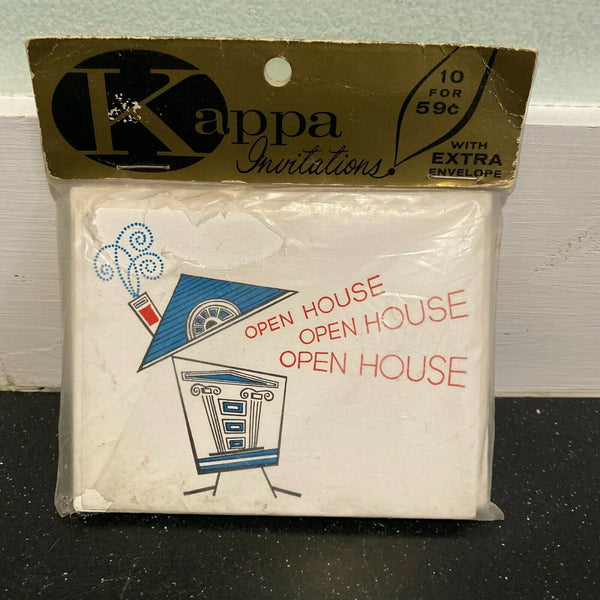 Kappa
Invitations
10
FOR
59¢
WITH
EXTRA
ENVELOPE
OPEN HOUSE
OPEN HOUSE
OPEN HOUSE